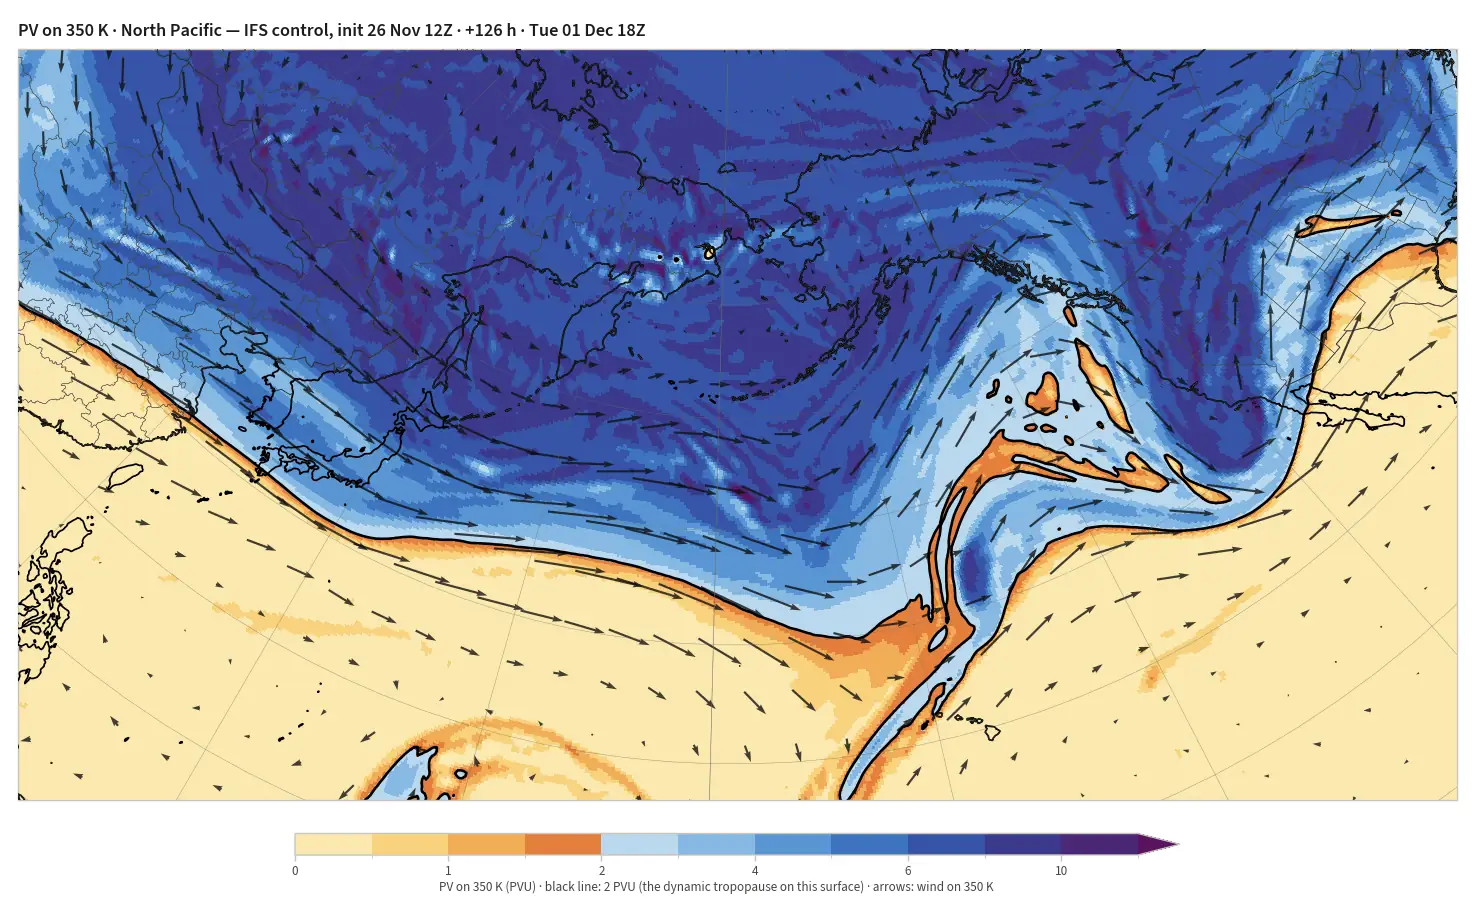 PV on 350 K · North Pacific — IFS control, init 26 Nov 12Z · +126 h · Tue 01 Dec 18Z
0 1 2 4 6 10
PV on 350 K (PVU) · black line: 2 PVU (the dynamic tropopause on this surface) · arrows: wind on 350 K